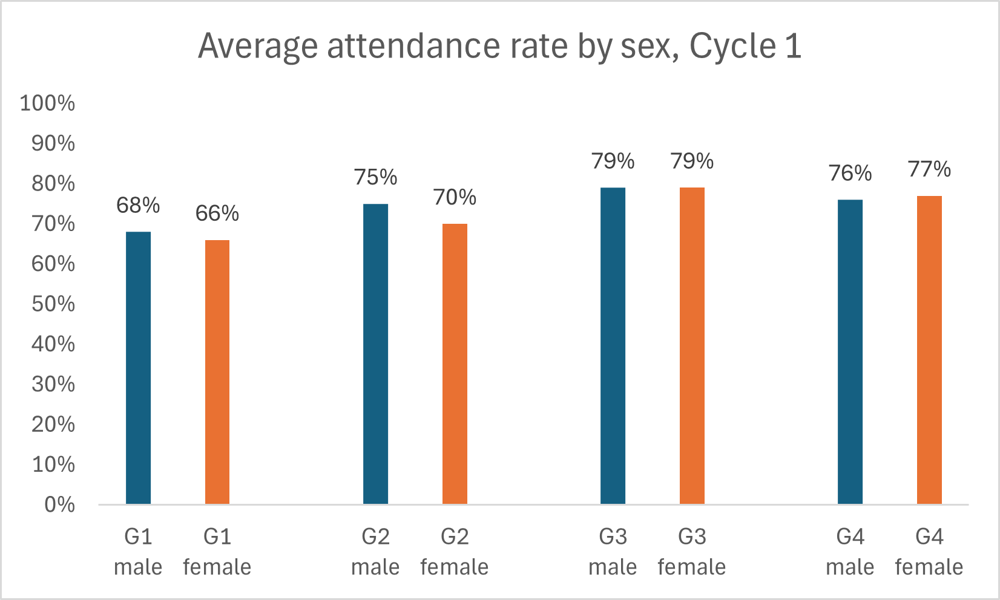 Average attendance rate by sex, Cycle 1
100%
90%
80%
70%
60%
50%
40%
30%
20%
10%
0%
68%
66%
75%
70%
79%
79%
76%
77%
G1 male
G1 female
G2 male
G2 female
G3 male
G3 female
G4 male
G4 female